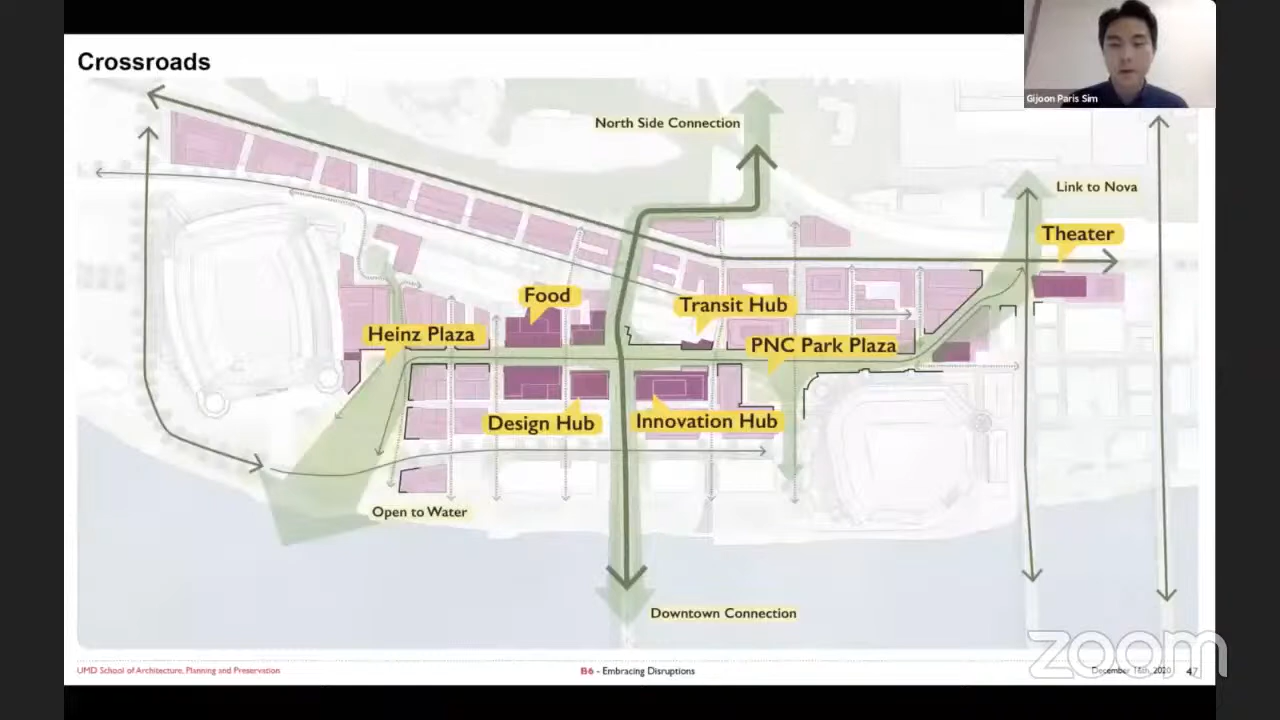 Crossroads
Gijoon Paris Sim
North Side Connection
Link to Nova
Theater
Food
Transit Hub
Heinz Plaza
PNC Park Plaza
Design Hub
Innovation Hub
Open to Water
Downtown Connection
zoom
UMD School of Architecture, Planning and Preservation
B6 - Embracing Disruptions
December 16th, 2020
47